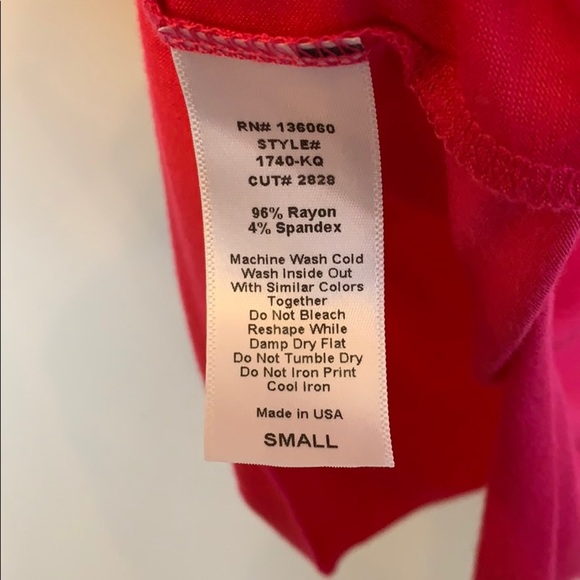 RN# 136060
STYLE#
1740-KQ
CUT# 2828
96% Rayon
4% Spandex
Machine Wash Cold
Wash Inside Out
With Similar Colors
Together
Do Not Bleach
Reshape While
Damp Dry Flat
Do Not Tumble Dry
Do Not Iron Print
Cool Iron
Made in USA
SMALL